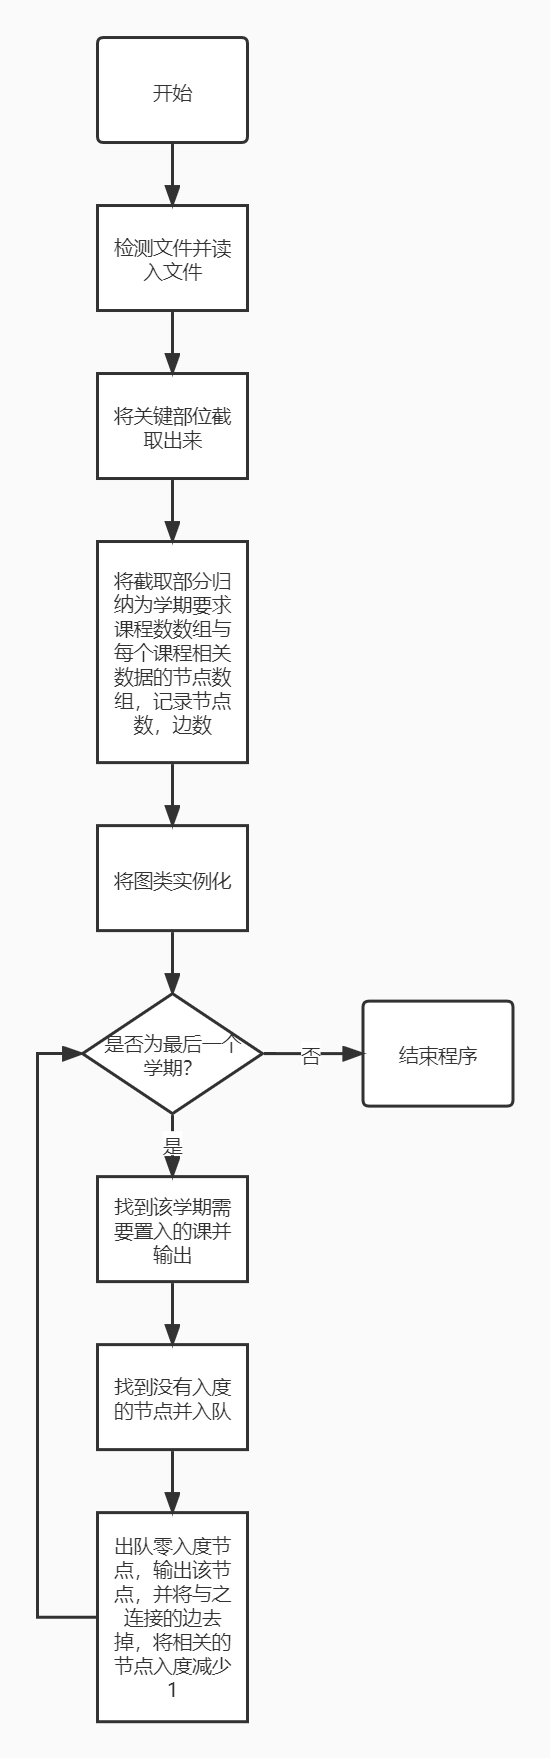 开始
检测文件并读
入文件
将关键部位截
取出来
将截取部分归
纳为学期要求
课程数数组与
每个课程相关
数据的节点数
组，记录节点
数，边数
将图类实例化
是否为最后一个
学期？
否
结束程序
是
找到该学期需
要置入的课并
输出
找到没有入度
的节点并入队
出队零入度节
点，输出该节
点，并将与之
连接的边去
掉，将相关的
节点入度减少
1